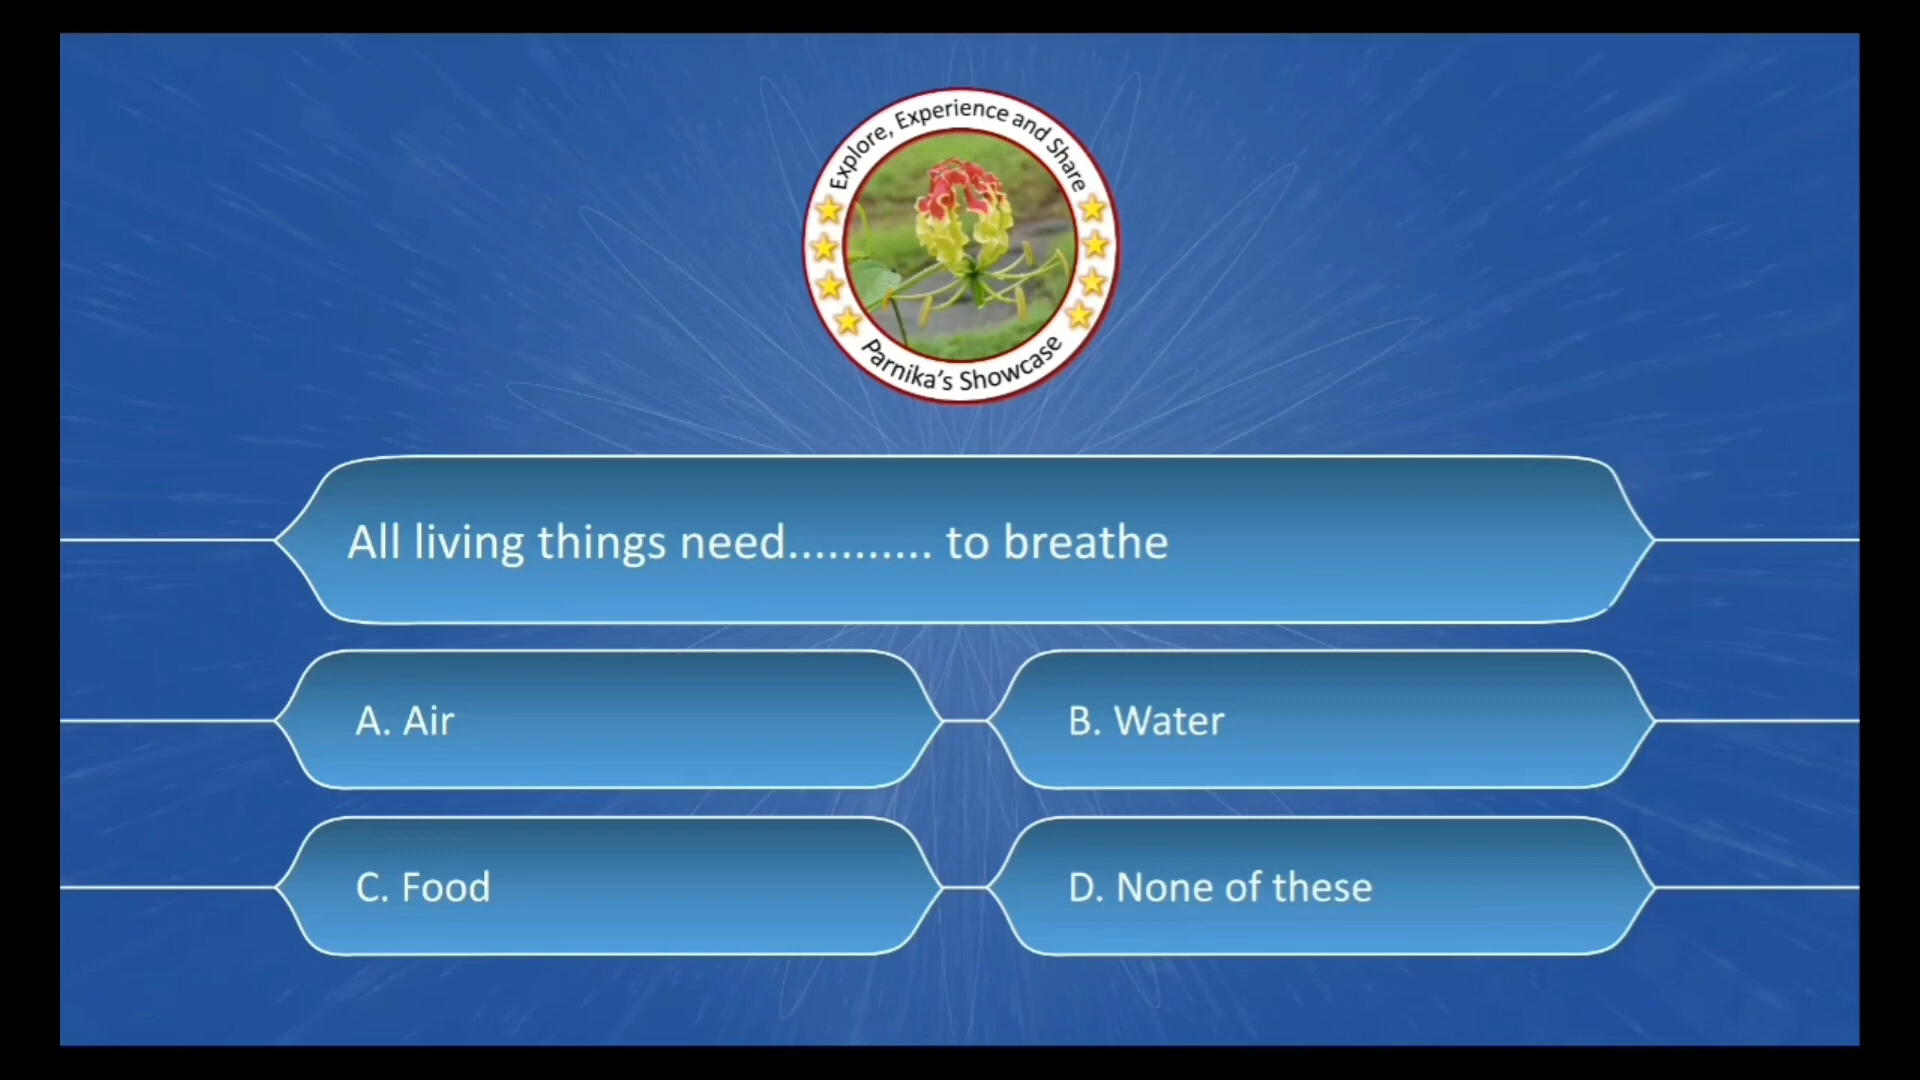 Explore, Experience and Share
Parnika's Showcase
All living things need........... to breathe
A. Air
B. Water
C. Food
D. None of these